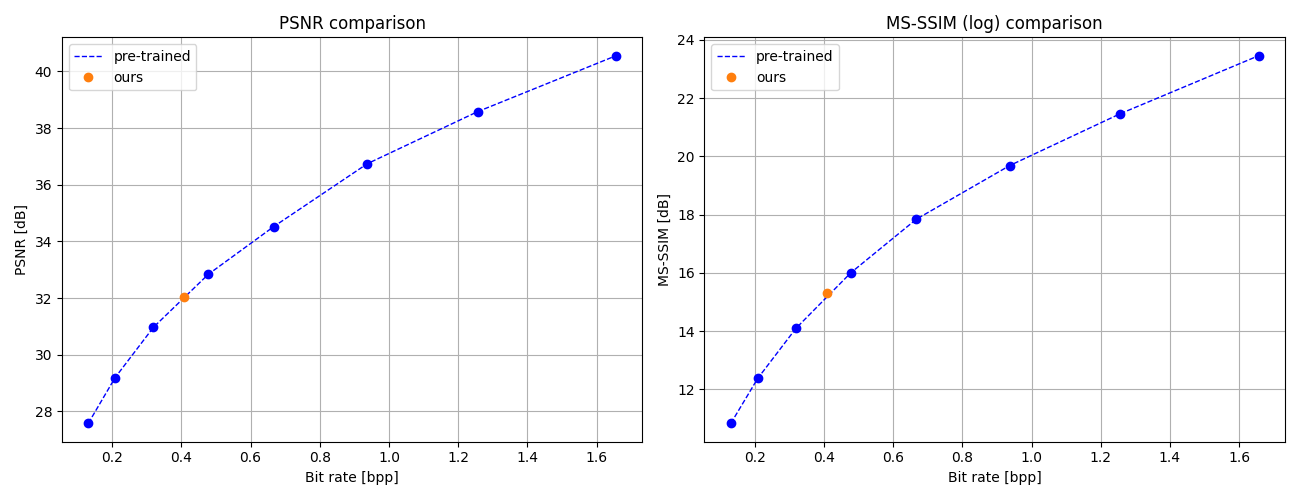 PSNR comparison
pre-trained
ours
40
38
36
34
32
30
28
PSNR [dB]
0.2 0.4 0.6 0.8 1.0 1.2 1.4 1.6
Bit rate [bpp]
MS-SSIM (log) comparison
pre-trained
ours
24
22
20
18
16
14
12
MS-SSIM [dB]
0.2 0.4 0.6 0.8 1.0 1.2 1.4 1.6
Bit rate [bpp]